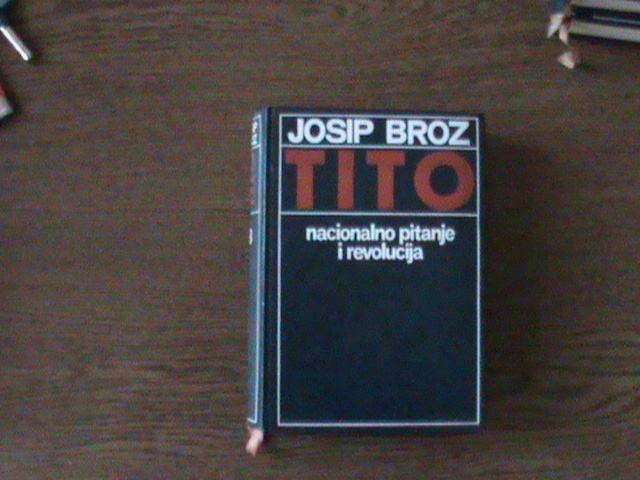 JOSIP BROZ
TITO
nacionalno pitanje
i revolucija